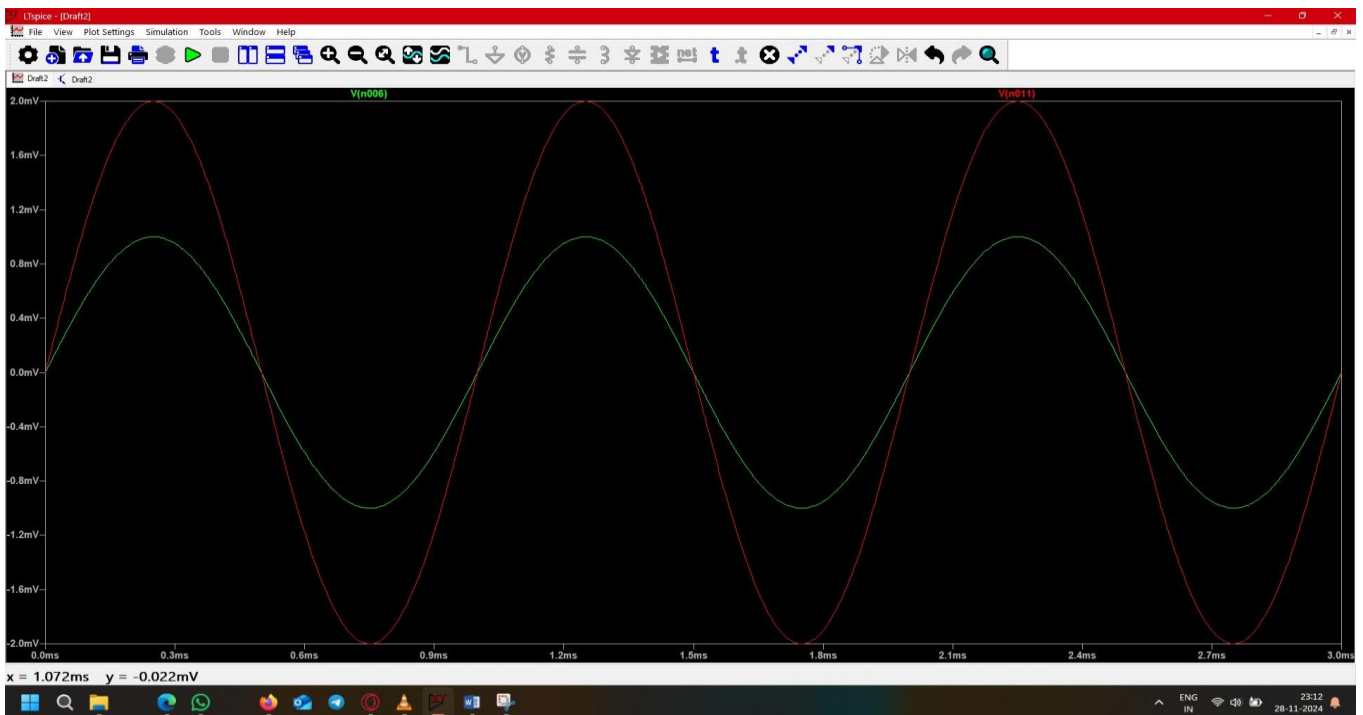 LTspice - [Draft2]
File View Plot Settings Simulation Tools Window Help
net t t
Draft2 Draft2
V(n006) V(n011)
2.0mV
1.6mV
1.2mV
0.8mV
0.4mV
0.0mV
-0.4mV
-0.8mV
-1.2mV
-1.6mV
-2.0mV
0.0ms 0.3ms 0.6ms 0.9ms 1.2ms 1.5ms 1.8ms 2.1ms 2.4ms 2.7ms 3.0ms
x = 1.072ms y = -0.022mV
ENG 23:12
IN 28-11-2024